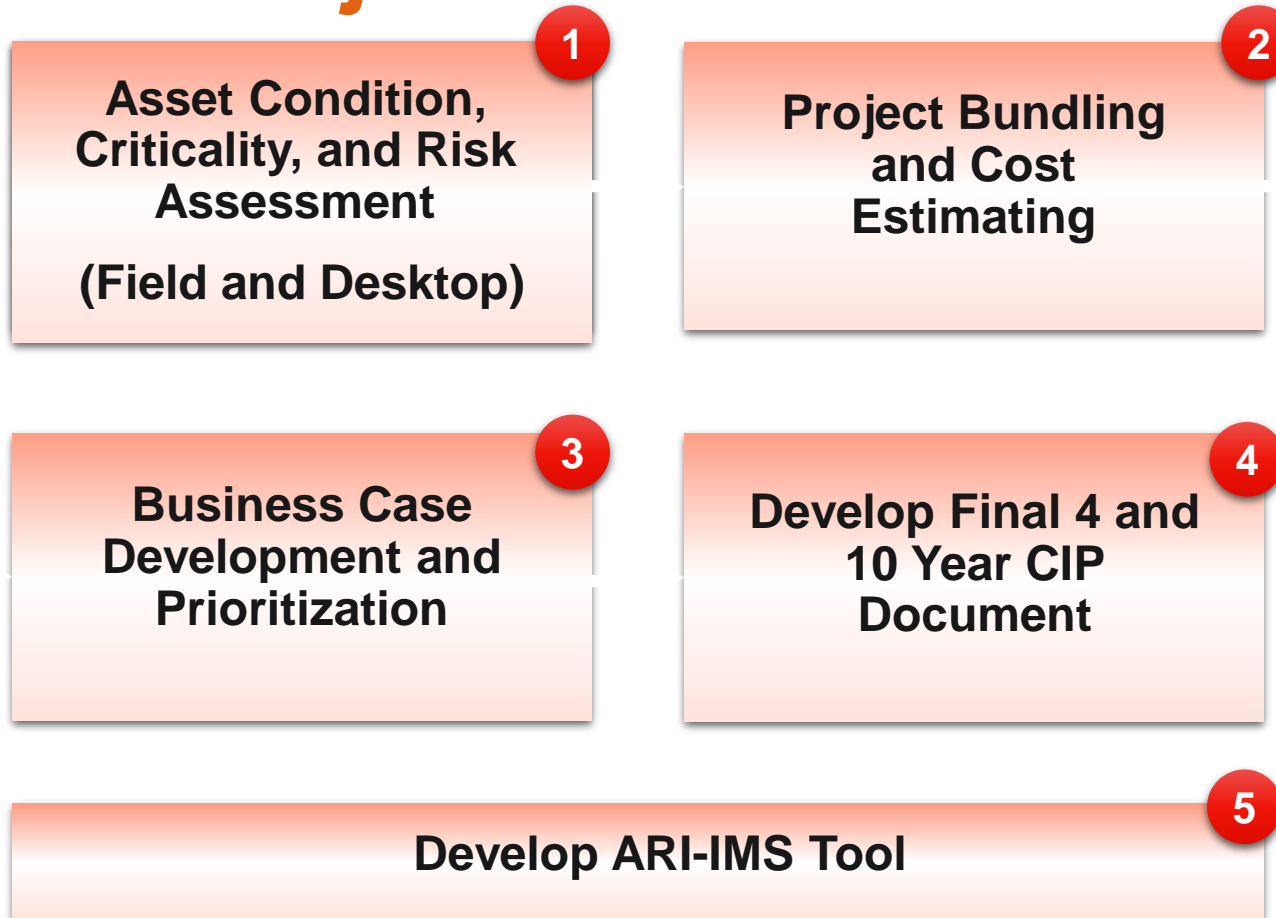 1
Asset Condition,
Criticality, and Risk
Assessment
(Field and Desktop)
2
Project Bundling
and Cost
Estimating
3
Business Case
Development and
Prioritization
4
Develop Final 4 and
10 Year CIP
Document
5
Develop ARI-IMS Tool